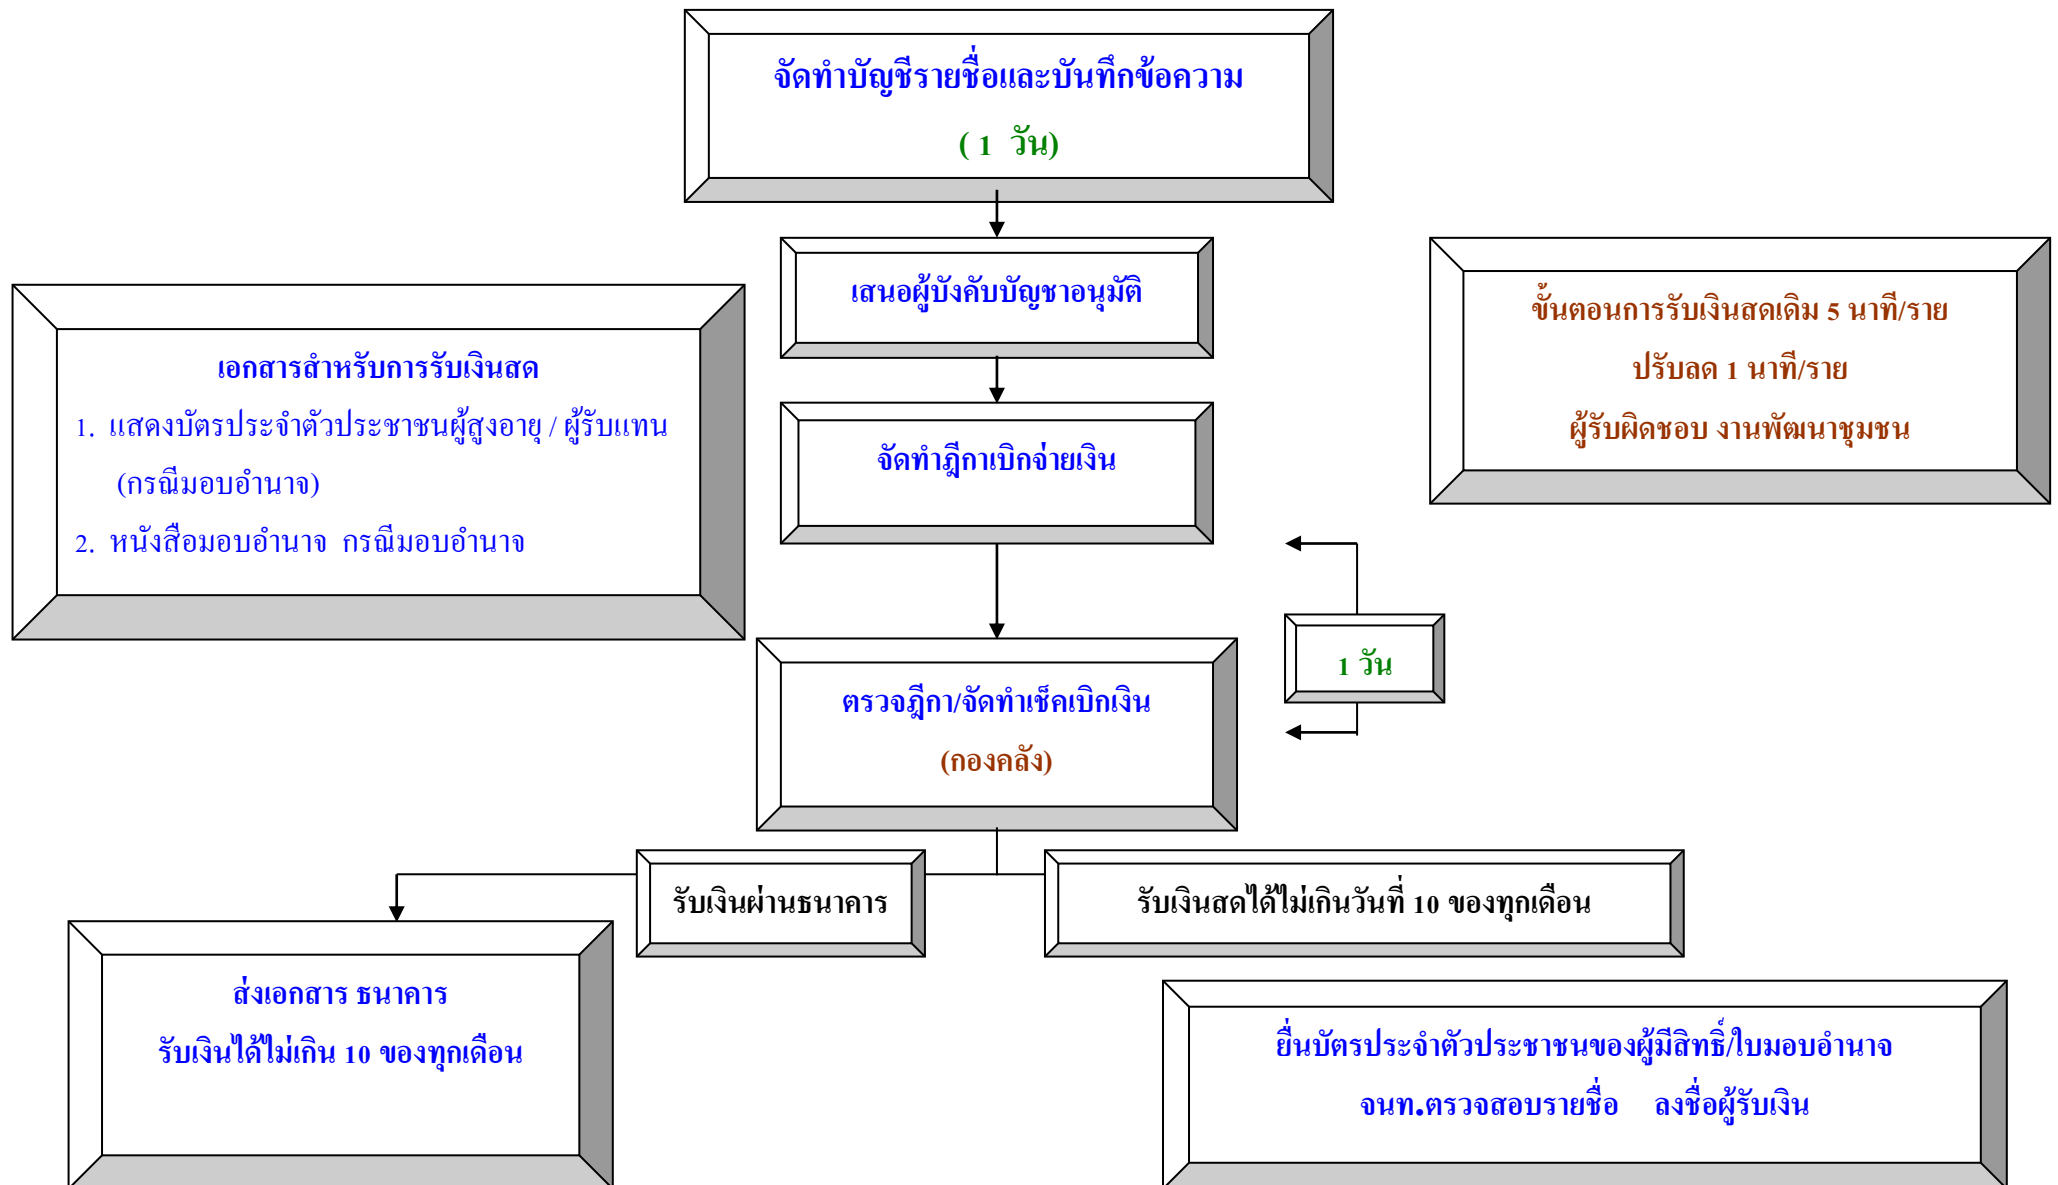 จัดทำบัญชีรายชื่อและบันทึกข้อความ
( 1 วัน)
เสนอผู้บังคับบัญชาอนุมัติ
ขั้นตอนการรับเงินสดเดิม 5 นาที/ราย
ปรับลด 1 นาที/ราย
ผู้รับผิดชอบ งานพัฒนาชุมชน
เอกสารสำหรับการรับเงินสด
1. แสดงบัตรประจำตัวประชาชนผู้สูงอายุ / ผู้รับแทน
(กรณีมอบอำนาจ)
2. หนังสือมอบอำนาจ กรณีมอบอำนาจ
จัดทำฎีกาเบิกจ่ายเงิน
1 วัน
ตรวจฎีกา/จัดทำเช็คเบิกเงิน
(กองคลัง)
รับเงินผ่านธนาคาร
รับเงินสดได้ไม่เกินวันที่ 10 ของทุกเดือน
ส่งเอกสาร ธนาคาร
รับเงินได้ไม่เกิน 10 ของทุกเดือน
ยื่นบัตรประจำตัวประชาชนของผู้มีสิทธิ์/ใบมอบอำนาจ
จนท.ตรวจสอบรายชื่อ ลงชื่อผู้รับเงิน